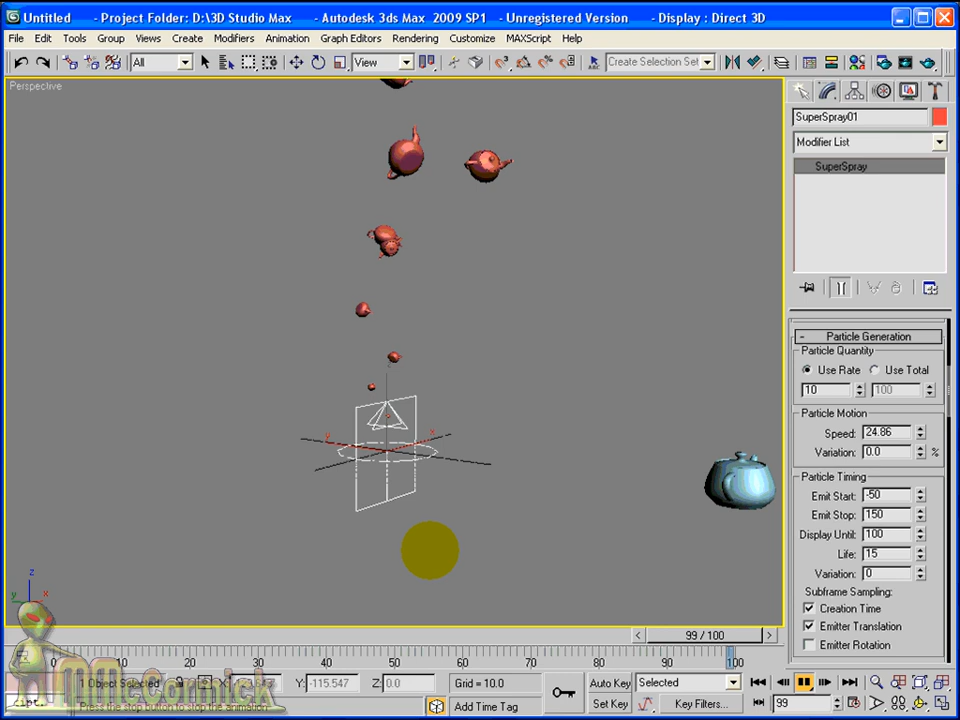 Untitled - Project Folder: D:\3D Studio Max - Autodesk 3ds Max 2009 SP1 - Unregistered Version - Display : Direct 3D
File Edit Tools Group Views Create Modifiers Animation Graph Editors Rendering Customize MAXScript Help
All View Create Selection Set
Perspective
SuperSpray01
Modifier List
SuperSpray
- Particle Generation
Particle Quantity
Use Rate Use Total
10 100
Particle Motion
Speed: 24.86
Variation: 0.0 %
Particle Timing
Emit Start: -50
Emit Stop: 150
Display Until: 100
Life: 15
Variation: 0
Subframe Sampling:
Creation Time
Emitter Translation
Emitter Rotation
x
y
z
y
x
99 / 100
0 10 20 30 40 50 60 70 80 90 100
MMcCormick
1 Object Selected X: Y: -115.547 Z: 0.0 Grid = 10.0 Auto Key Selected
Press the stop button to stop the animation Add Time Tag Set Key Key Filters... 99